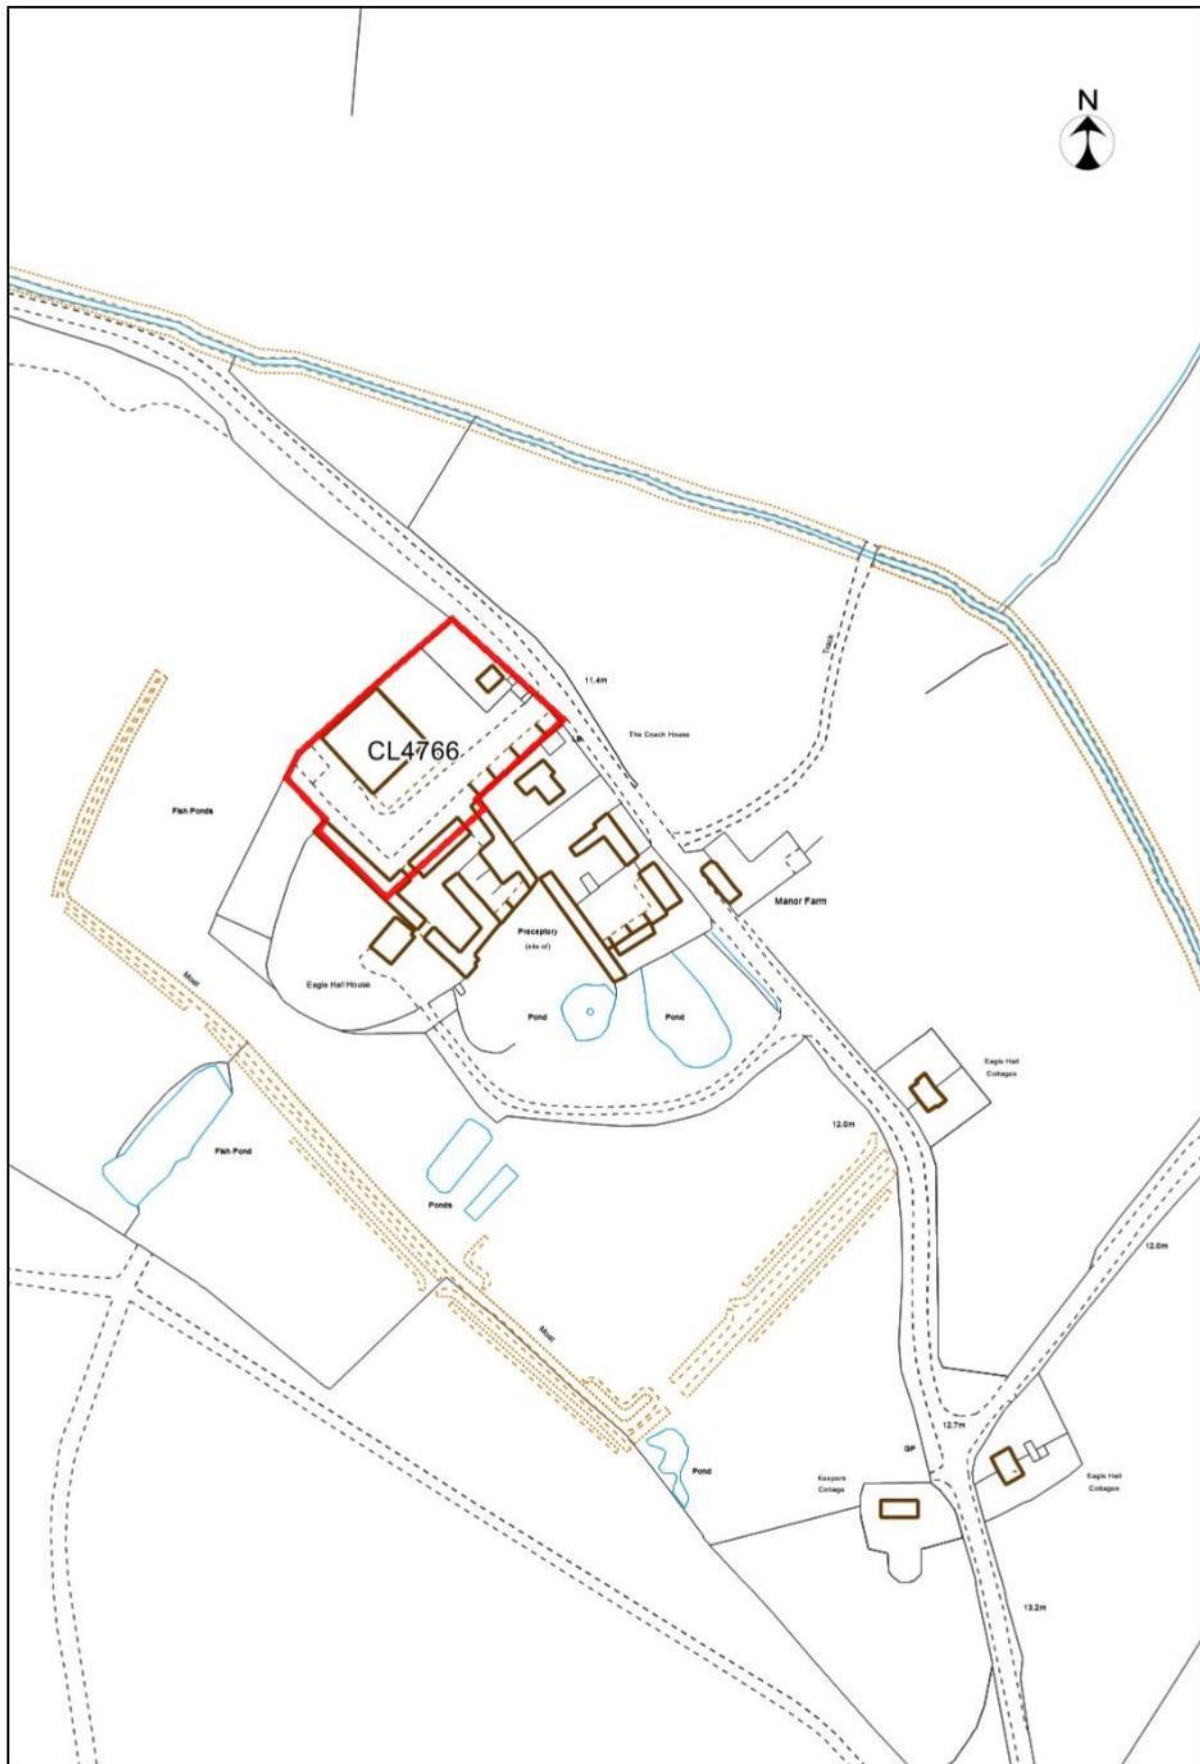 N
11.4m
The Coach House
LB
Track
CL4766
Fish Ponds
Manor Farm
Preceptory
(site of)
Moat
Eagle Hall House
Pond
Pond
Eagle Hall
Cottages
12.0m
Fish Pond
Ponds
12.0m
Moat
12.7m
GP
Pond
Keepers
Cottage
Eagle Hall
Cottages
13.2m